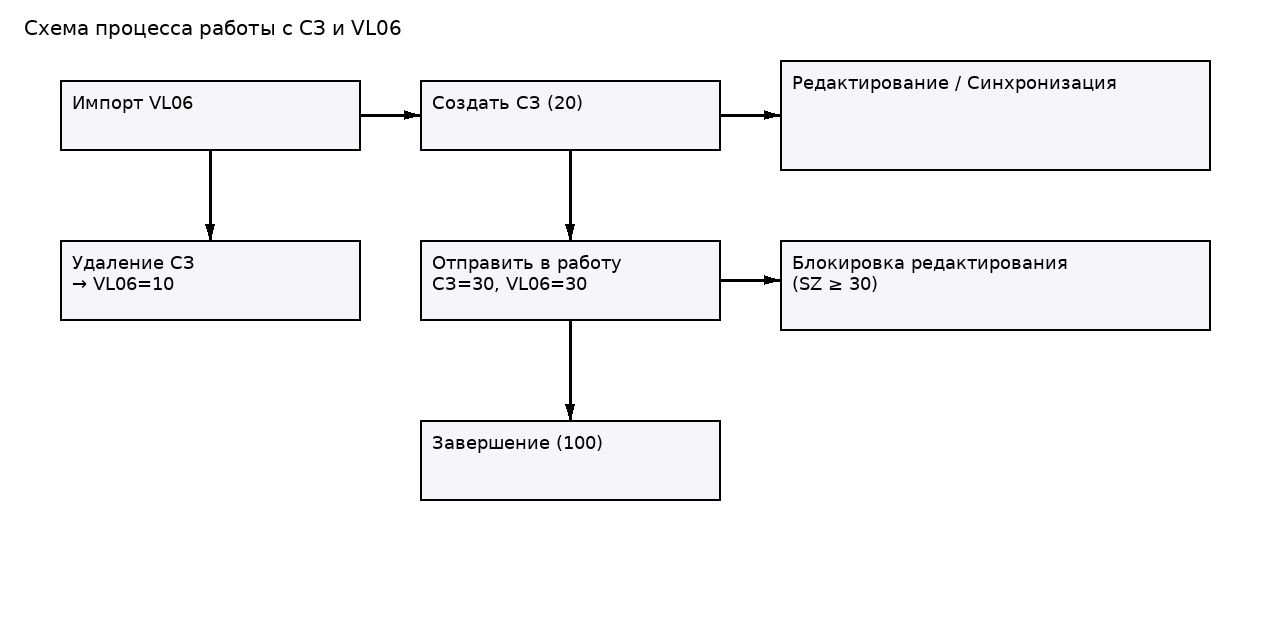 Схема процесса работы с СЗ и VL06
Импорт VL06
Создать СЗ (20)
Редактирование / Синхронизация
Удаление СЗ
→ VL06=10
Отправить в работу
СЗ=30, VL06=30
Блокировка редактирования
(SZ ≥ 30)
Завершение (100)